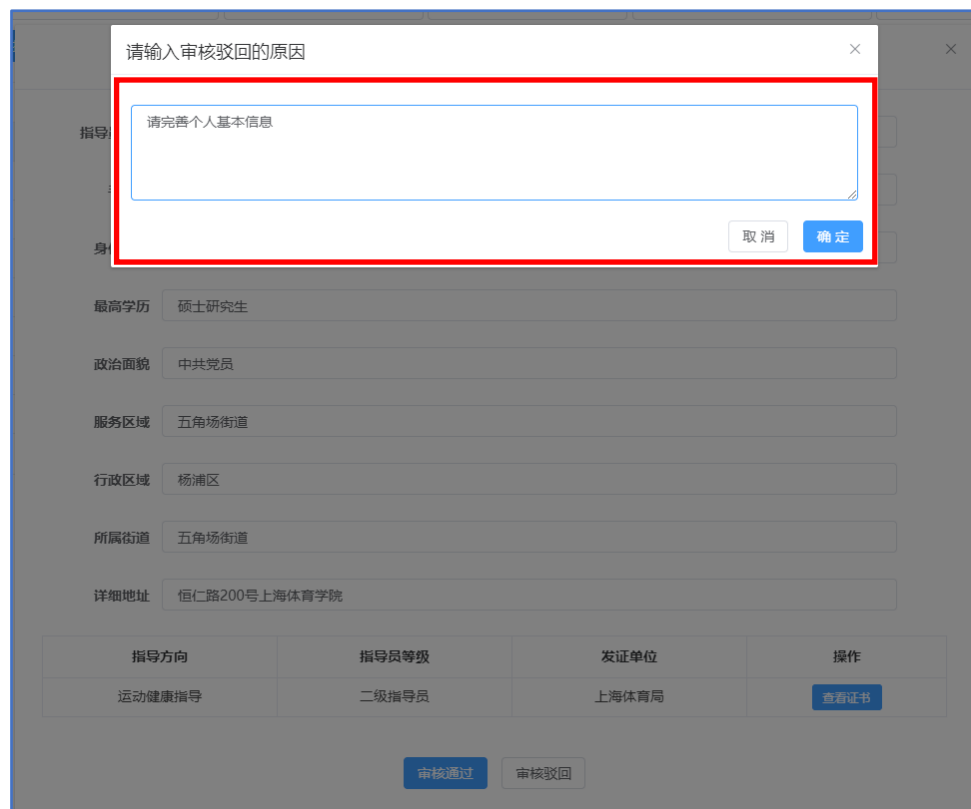 请输入审核驳回的原因
请完善个人基本信息
取消 确定
指导
身
最高学历 硕士研究生
政治面貌 中共党员
服务区域 五角场街道
行政区域 杨浦区
所属街道 五角场街道
详细地址 恒仁路200号上海体育学院
指导方向 指导员等级 发证单位 操作
运动健康指导 二级指导员 上海体育局 查看证书
审核通过 审核驳回